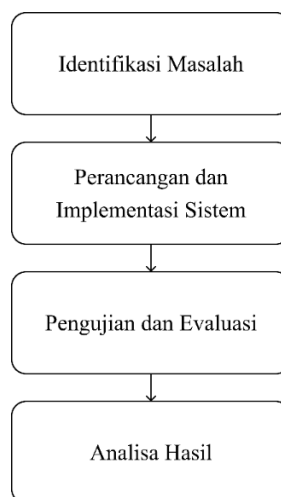 Identifikasi Masalah
Perancangan dan
Implementasi Sistem
Pengujian dan Evaluasi
Analisa Hasil